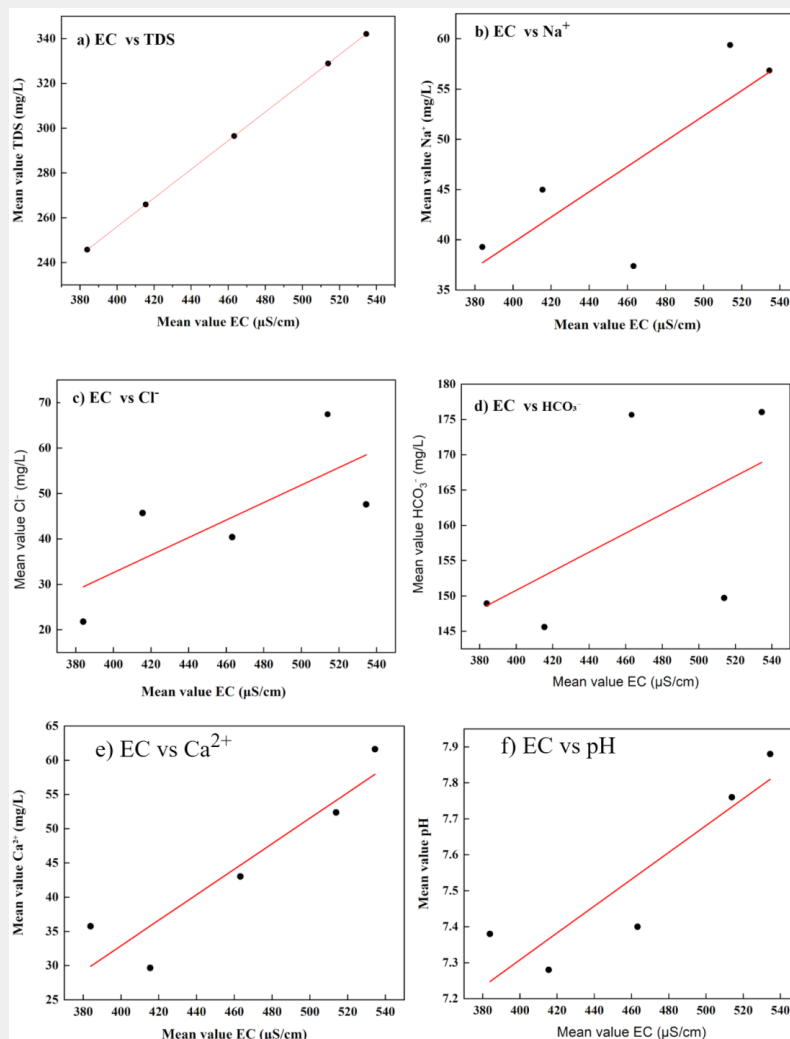 a) EC vs TDS
Mean value TDS (mg/L)
340
320
300
280
260
240
380 400 420 440 460 480 500 520 540
Mean value EC (µS/cm)
b) EC vs Na⁺
Mean value Na⁺ (mg/L)
60
55
50
45
40
35
380 400 420 440 460 480 500 520 540
Mean value EC (µS/cm)
c) EC vs Cl⁻
Mean value Cl⁻ (mg/L)
70
60
50
40
30
20
380 400 420 440 460 480 500 520 540
Mean value EC (µS/cm)
d) EC vs HCO₃⁻
Mean value HCO₃⁻ (mg/L)
180
175
170
165
160
155
150
145
380 400 420 440 460 480 500 520 540
Mean value EC (µS/cm)
e) EC vs Ca²⁺
Mean value Ca²⁺ (mg/L)
65
60
55
50
45
40
35
30
25
380 400 420 440 460 480 500 520 540
Mean value EC (µS/cm)
f) EC vs pH
Mean value pH
7.9
7.8
7.7
7.6
7.5
7.4
7.3
7.2
380 400 420 440 460 480 500 520 540
Mean value EC (µS/cm)